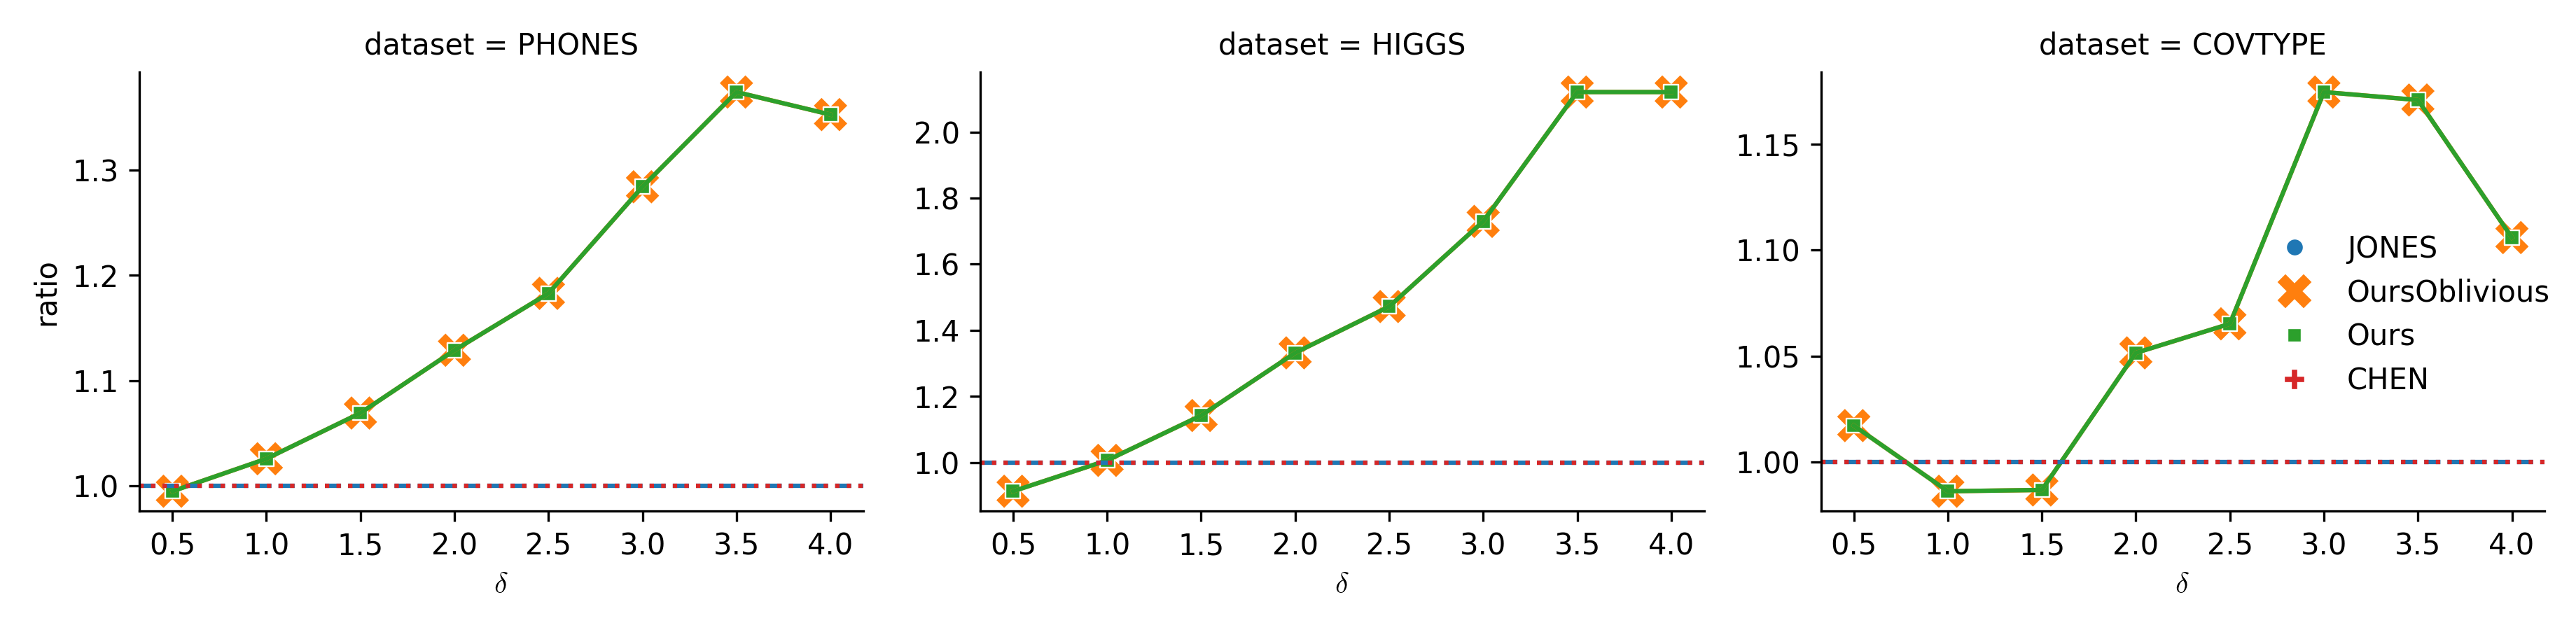 dataset = PHONES
ratio
1.3
1.2
1.1
1.0
0.5 1.0 1.5 2.0 2.5 3.0 3.5 4.0
δ
dataset = HIGGS
2.0
1.8
1.6
1.4
1.2
1.0
0.5 1.0 1.5 2.0 2.5 3.0 3.5 4.0
δ
dataset = COVTYPE
1.15
1.10
1.05
1.00
0.5 1.0 1.5 2.0 2.5 3.0 3.5 4.0
δ
JONES
OursOblivious
Ours
CHEN